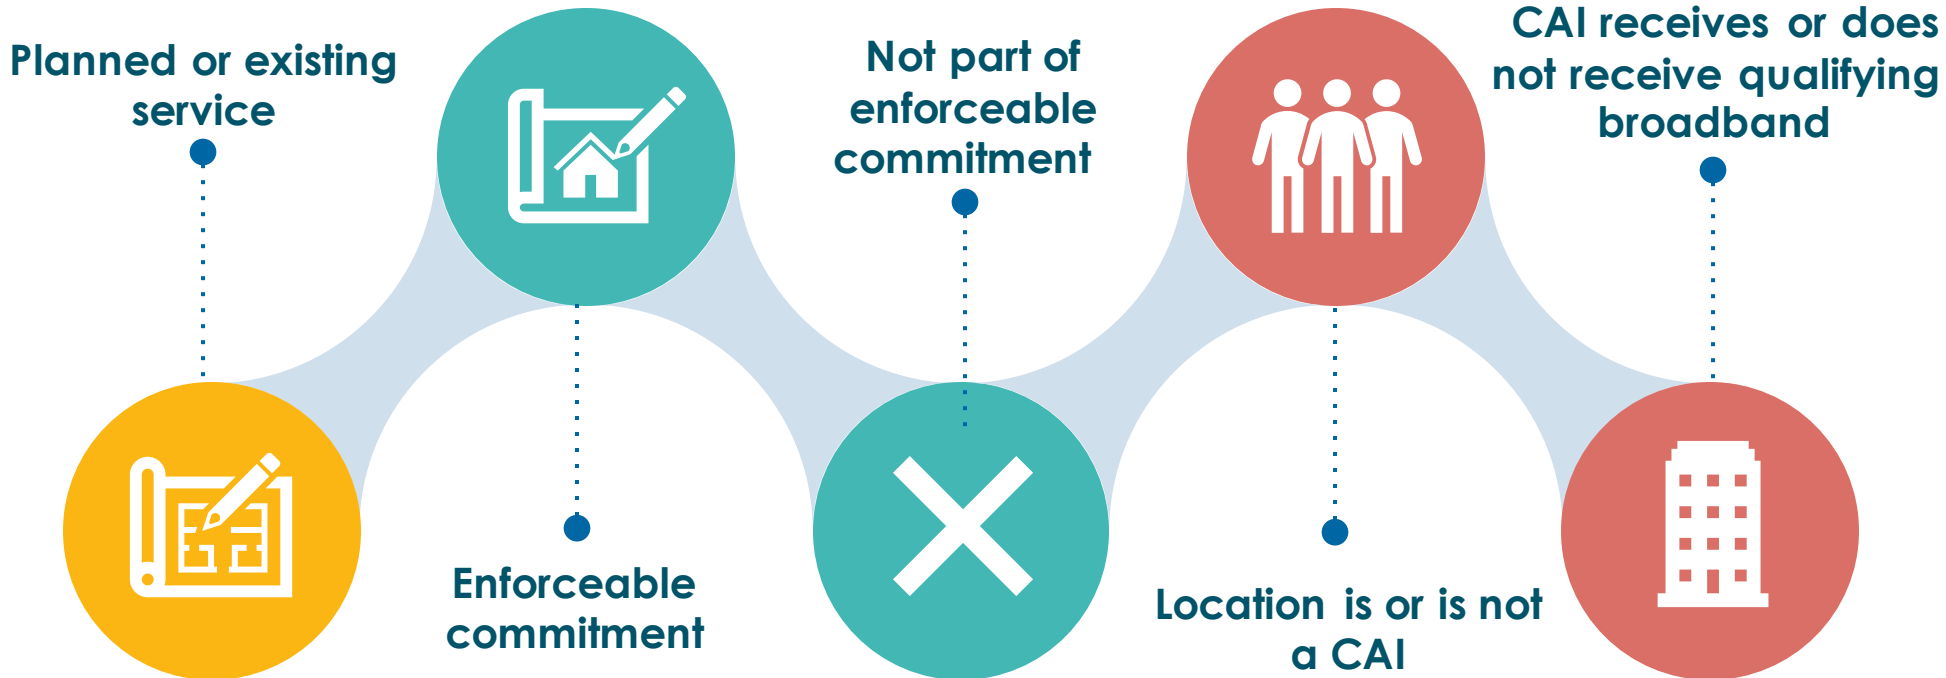 Planned or existing
service
Enforceable
commitment
Not part of
enforceable
commitment
Location is or is not
a CAI
CAI receives or does
not receive qualifying
broadband